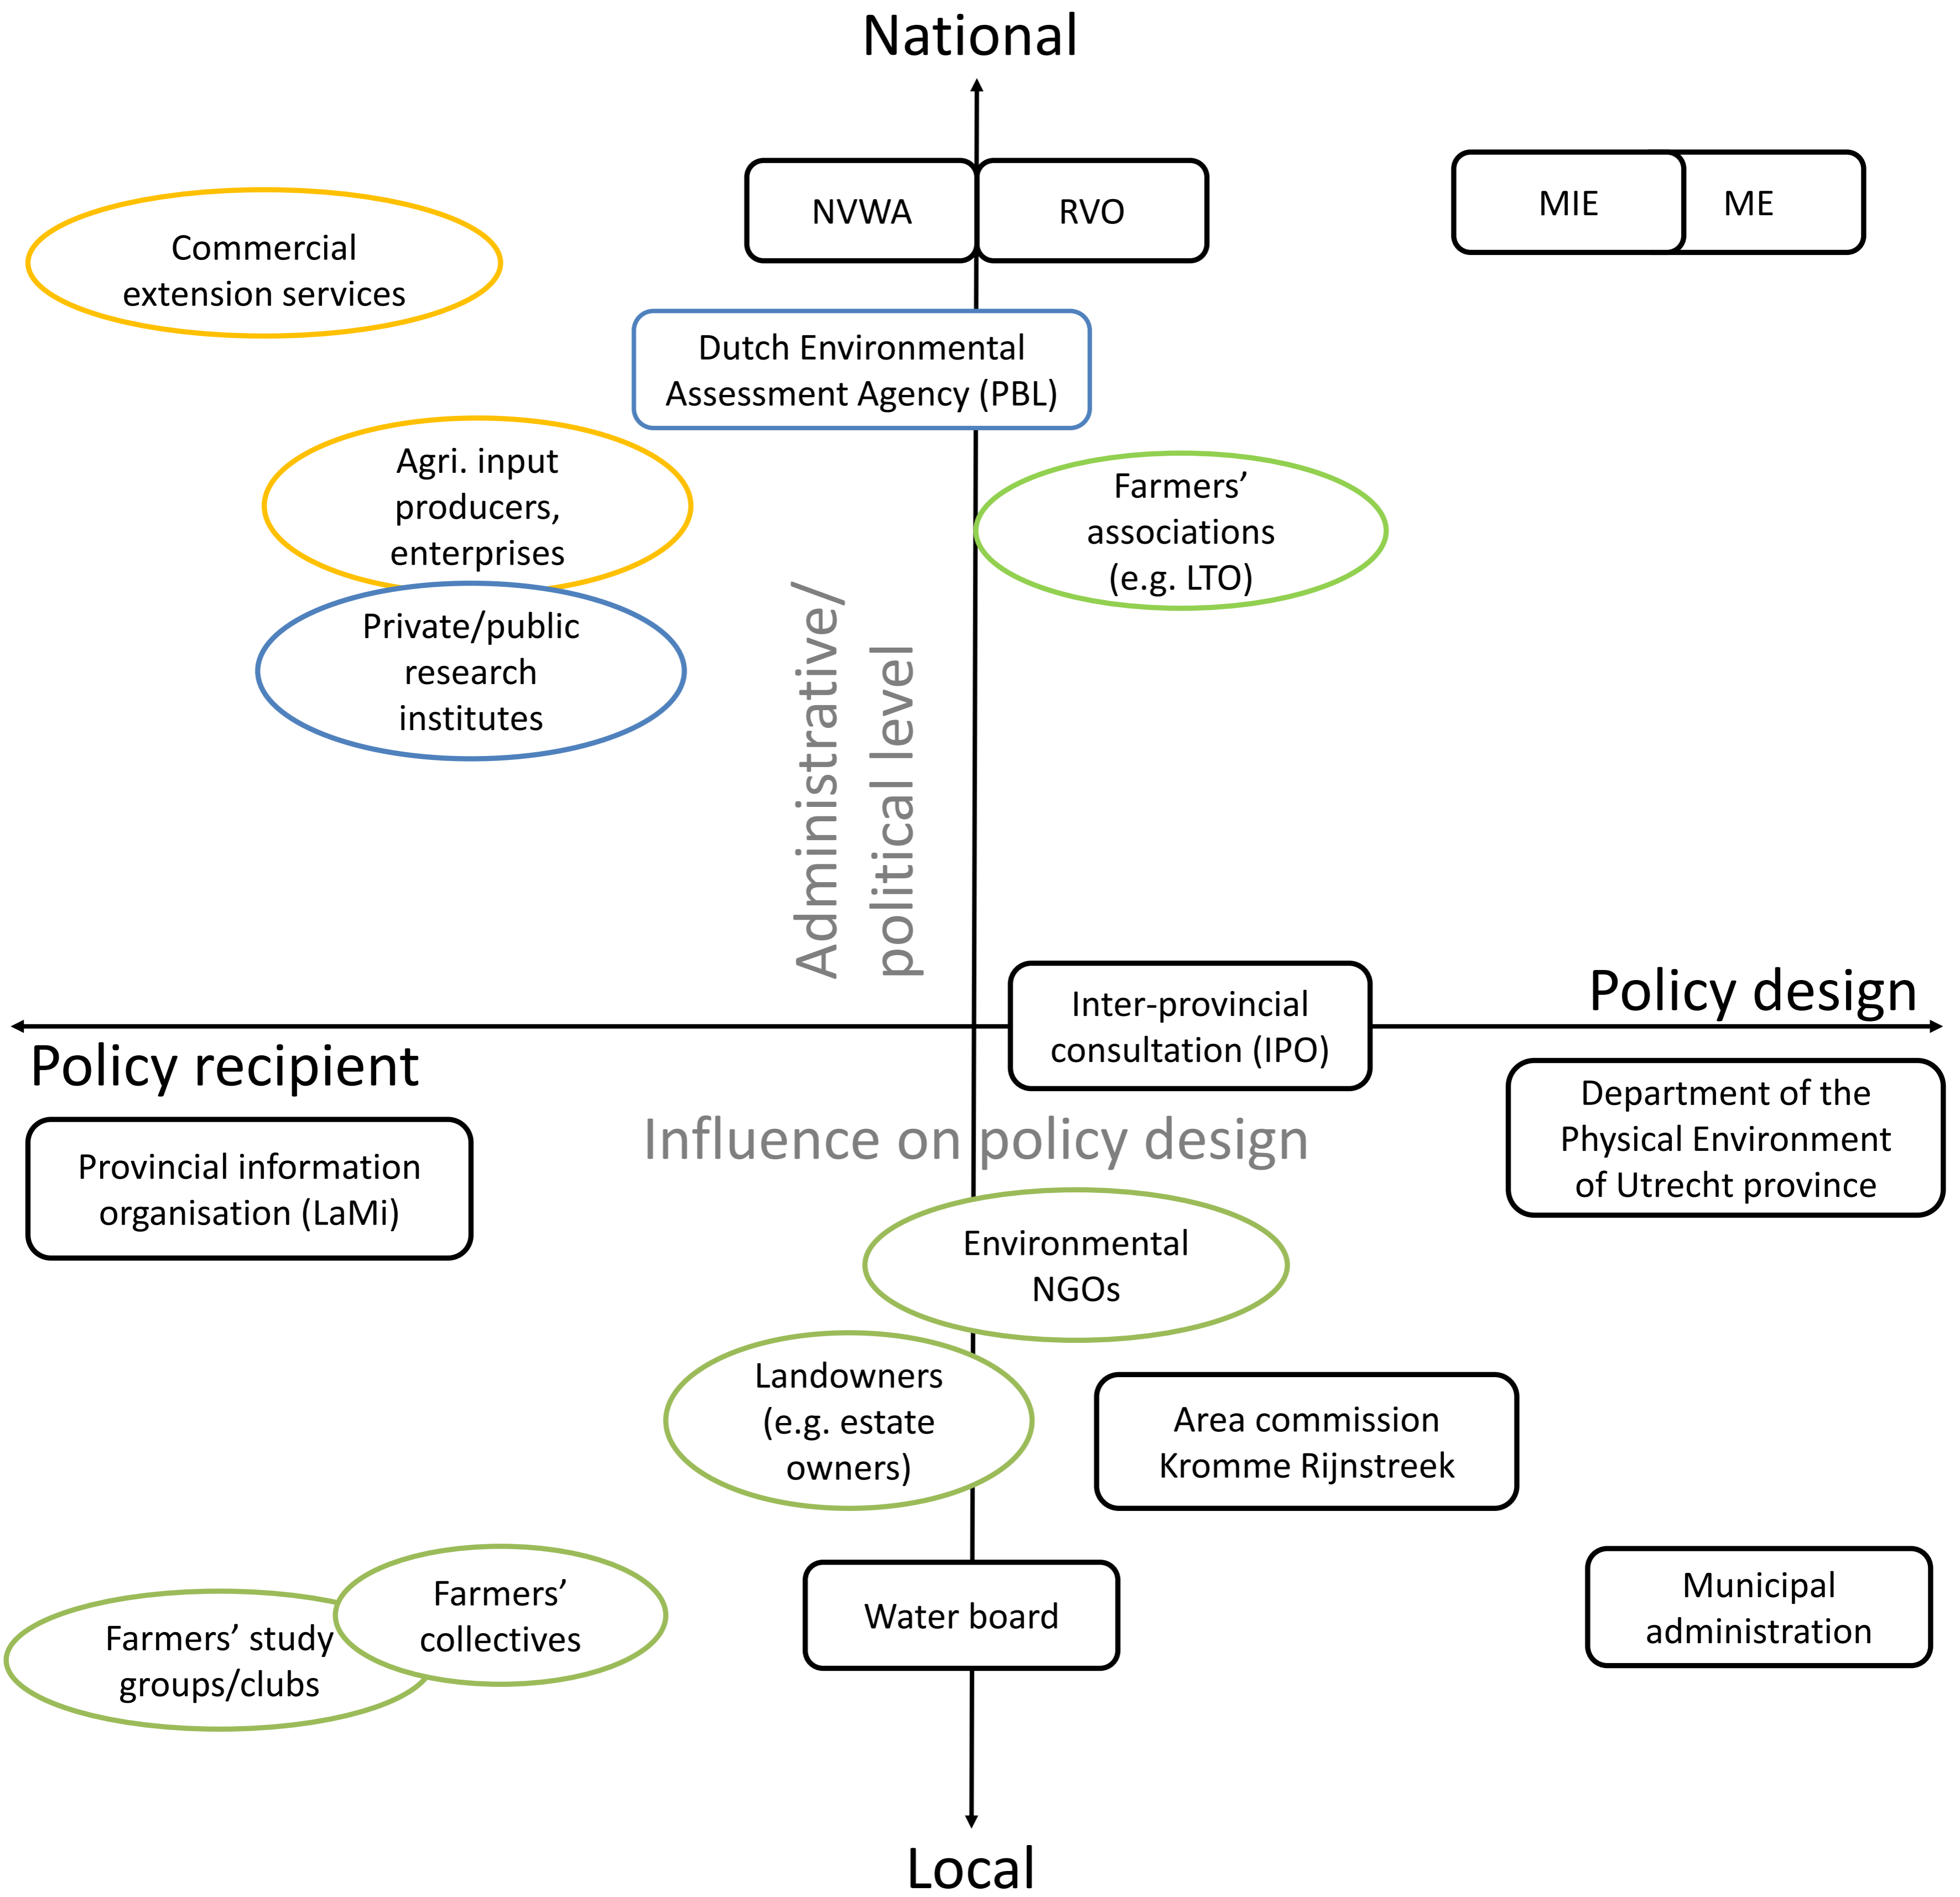 National
NVWA
RVO
MIE
ME
Commercial
extension services
Dutch Environmental
Assessment Agency (PBL)
Agri. input
producers,
enterprises
Farmers’
associations
(e.g. LTO)
Private/public
research
institutes
Administrative/
political level
Inter-provincial
consultation (IPO)
Policy design
Policy recipient
Department of the
Physical Environment
of Utrecht province
Influence on policy design
Provincial information
organisation (LaMi)
Environmental
NGOs
Landowners
(e.g. estate
owners)
Area commission
Kromme Rijnstreek
Farmers’
collectives
Farmers’ study
groups/clubs
Water board
Municipal
administration
Local